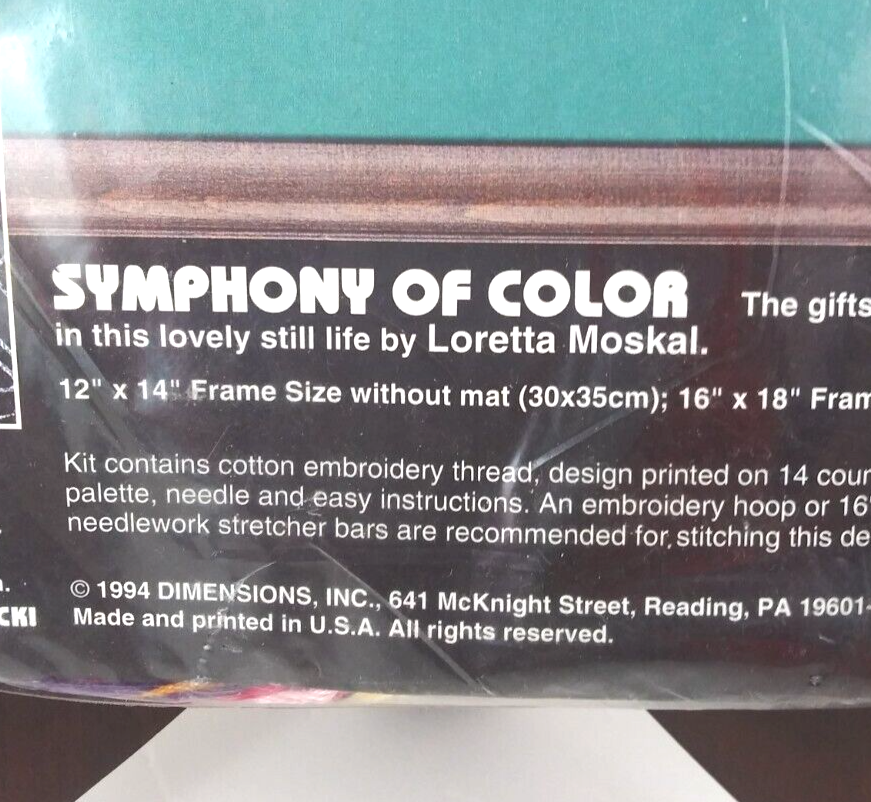 SYMPHONY OF COLOR The gifts
in this lovely still life by Loretta Moskal.
12" x 14" Frame Size without mat (30x35cm); 16" x 18" Fram
Kit contains cotton embroidery thread, design printed on 14 coun
palette, needle and easy instructions. An embroidery hoop or 16"
needlework stretcher bars are recommended for stitching this de
© 1994 DIMENSIONS, INC., 641 McKnight Street, Reading, PA 19601-
CKI Made and printed in U.S.A. All rights reserved.